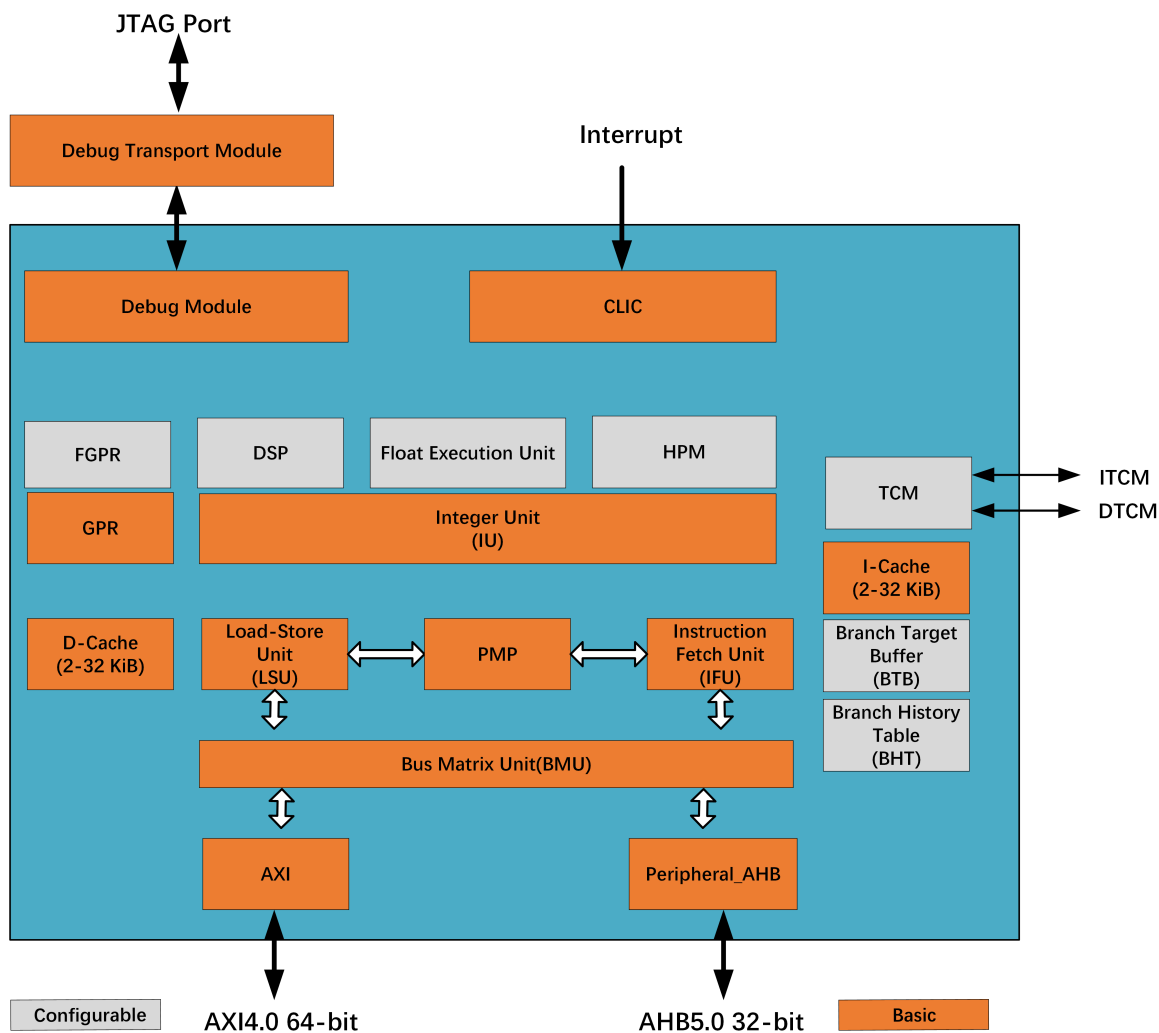 JTAG Port
Debug Transport Module
Interrupt
Debug Module
CLIC
FGPR
DSP
Float Execution Unit
HPM
TCM
ITCM
DTCM
GPR
Integer Unit
(IU)
I-Cache
(2-32 KiB)
D-Cache
(2-32 KiB)
Load-Store
Unit
(LSU)
PMP
Instruction
Fetch Unit
(IFU)
Branch Target
Buffer
(BTB)
Branch History
Table
(BHT)
Bus Matrix Unit(BMU)
AXI
Peripheral_AHB
Configurable
AXI4.0 64-bit
AHB5.0 32-bit
Basic